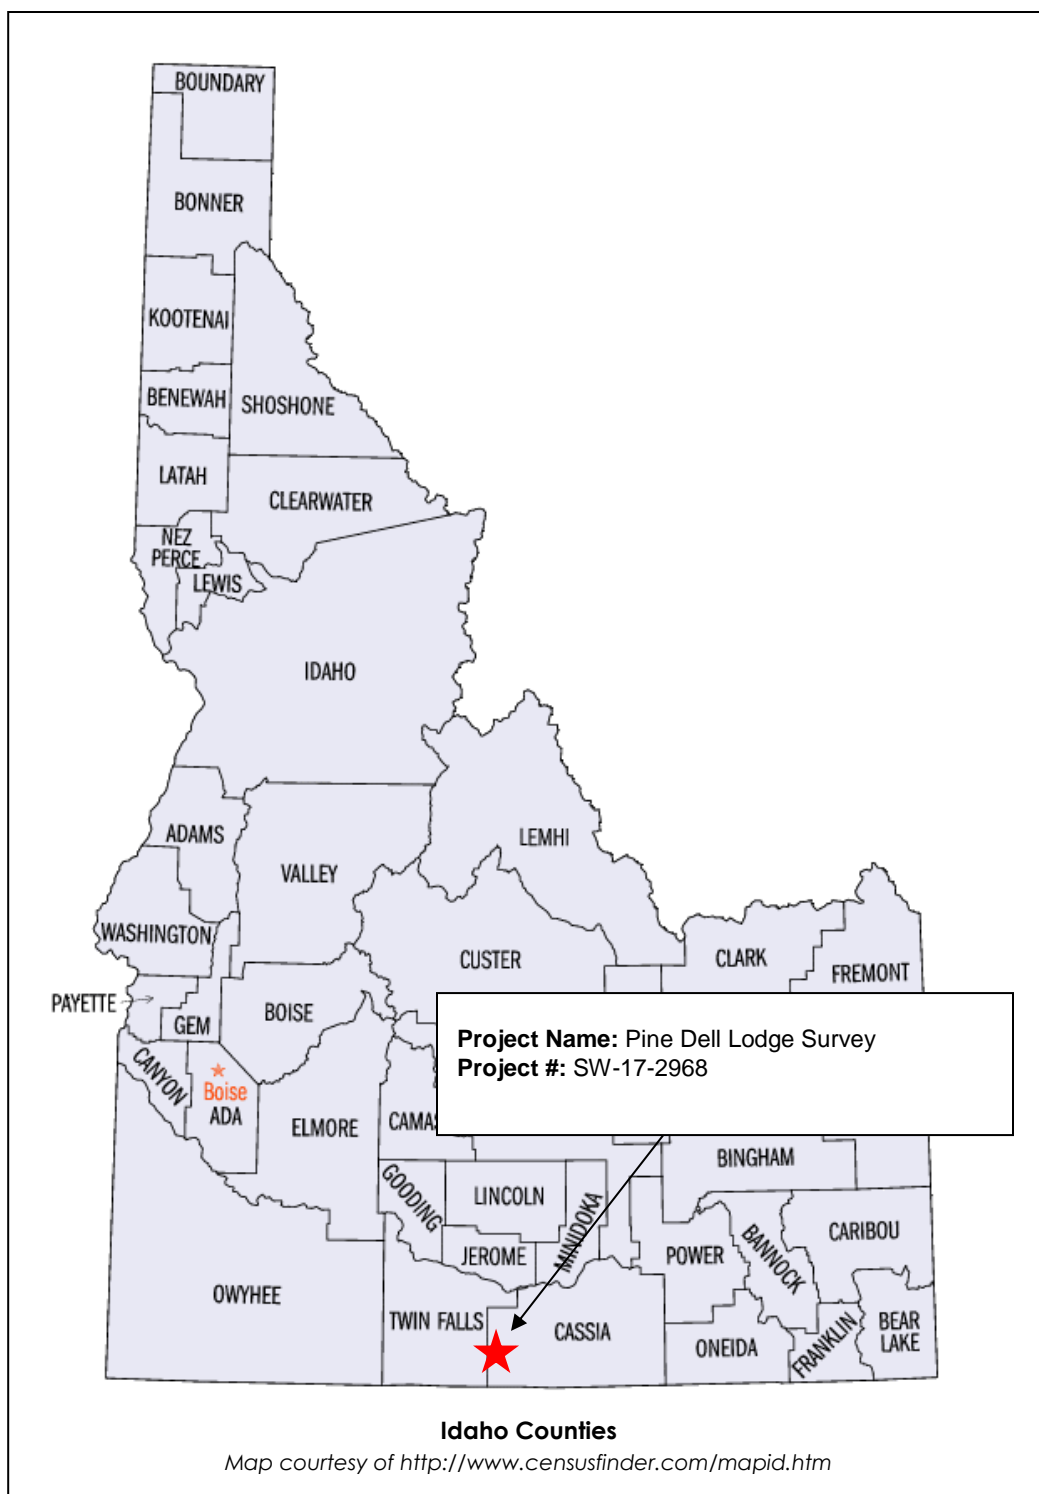 BOUNDARY
BONNER
KOOTENAI
BENEWAH
SHOSHONE
LATAH
CLEARWATER
NEZ
PERCE
LEWIS
IDAHO
ADAMS
LEMHI
VALLEY
WASHINGTON
CUSTER
CLARK
FREMONT
PAYETTE
GEM
BOISE
Project Name: Pine Dell Lodge Survey
Project #: SW-17-2968
CANYON
Boise
ADA
ELMORE
BINGHAM
GOODING
LINCOLN
MINIDOKA
JEROME
POWER
BANNOCK
CARIBOU
OWYHEE
TWIN FALLS
CASSIA
ONEIDA
FRANKLIN
BEAR
LAKE
Idaho Counties
Map courtesy of http://www.censusfinder.com/mapid.htm